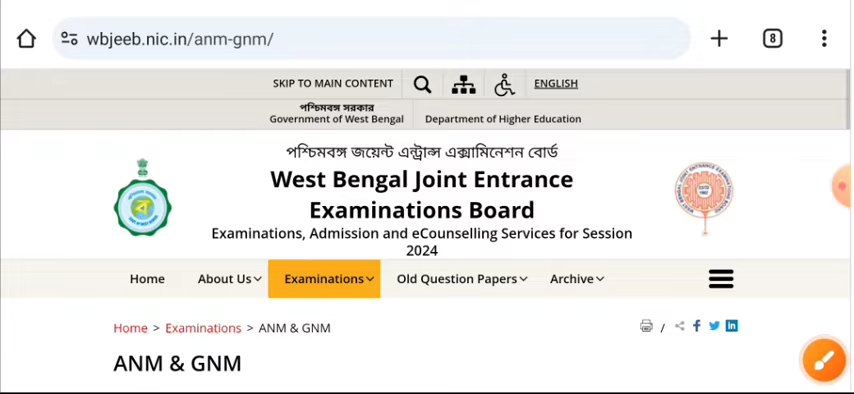 wbjeeb.nic.in/anm-gnm/
8
SKIP TO MAIN CONTENT
ENGLISH
পশ্চিমবঙ্গ সরকার
Government of West Bengal
Department of Higher Education
পশ্চিমবঙ্গ জয়েন্ট এন্ট্রান্স এক্সামিনেশন বোর্ড
West Bengal Joint Entrance
Examinations Board
Examinations, Admission and eCounselling Services for Session
2024
Home About Us Examinations Old Question Papers Archive
Home > Examinations > ANM & GNM
/
ANM & GNM